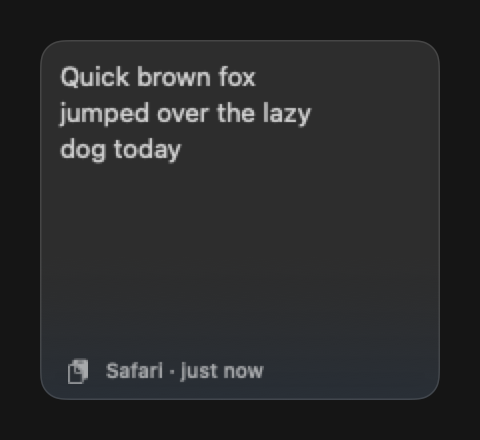 Quick brown fox
jumped over the lazy
dog today
Safari · just now